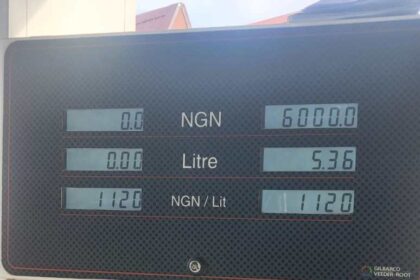 0.0 NGN 6000.0
0.00 Litre 5.36
1120 NGN / Lit 1120
GILBARCO
VEEDER-ROOT